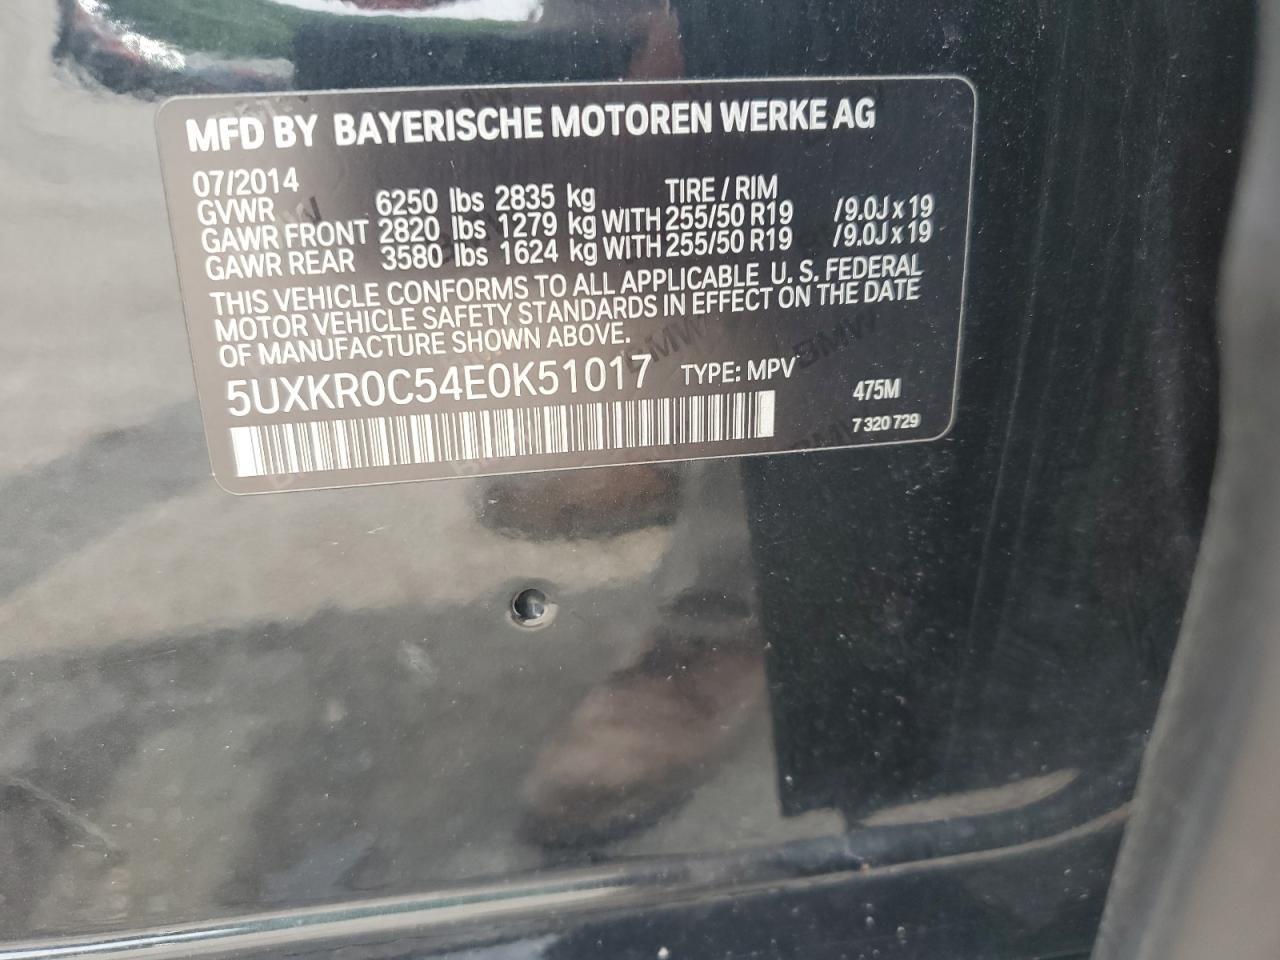 MFD BY BAYERISCHE MOTOREN WERKE AG
07/2014 TIRE / RIM
GVWR 6250 lbs 2835 kg
GAWR FRONT 2820 lbs 1279 kg WITH 255/50 R19 /9.0J x 19
GAWR REAR 3580 lbs 1624 kg WITH 255/50 R19 /9.0J x 19
THIS VEHICLE CONFORMS TO ALL APPLICABLE U. S. FEDERAL
MOTOR VEHICLE SAFETY STANDARDS IN EFFECT ON THE DATE
OF MANUFACTURE SHOWN ABOVE.
5UXKR0C54E0K51017 TYPE: MPV
475M
7 320 729